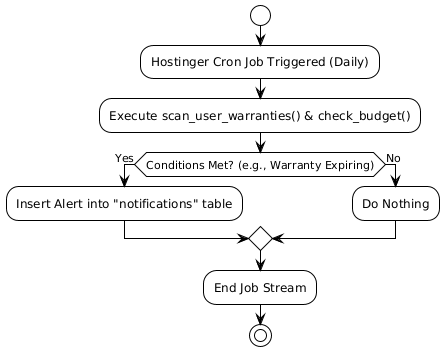 Hostinger Cron Job Triggered (Daily)
Execute scan_user_warranties() & check_budget()
Yes
Conditions Met? (e.g., Warranty Expiring)
No
Insert Alert into "notifications" table
Do Nothing
End Job Stream